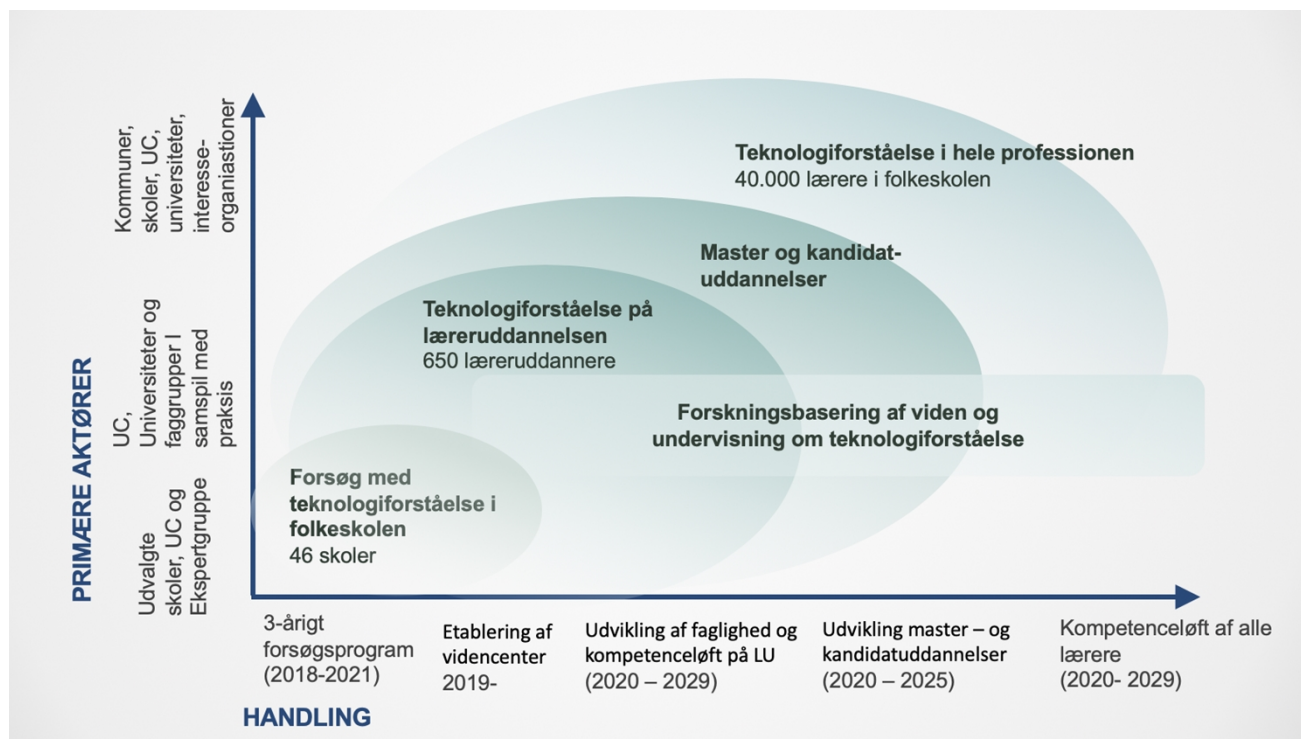 PRIMÆRE AKTØRER
Kommuner,
skoler, UC,
universiteter,
interesse-
organiastioner
UC,
Universiteter og
faggrupper I
samspil med
praksis
Udvalgte
skoler, UC og
Ekspertgruppe
Teknologiforståelse i hele professionen
40.000 lærere i folkeskolen
Master og kandidat-
uddannelser
Teknologiforståelse på
læreruddannelsen
650 læreruddannere
Forskningsbasering af viden og
undervisning om teknologiforståelse
Forsøg med
teknologiforståelse i
folkeskolen
46 skoler
3-årigt
forsøgsprogram
(2018-2021)
Etablering af
videncenter
2019-
Udvikling af faglighed og
kompetenceløft på LU
(2020 – 2029)
Udvikling master – og
kandidatuddannelser
(2020 – 2025)
Kompetenceløft af alle
lærere
(2020- 2029)
HANDLING